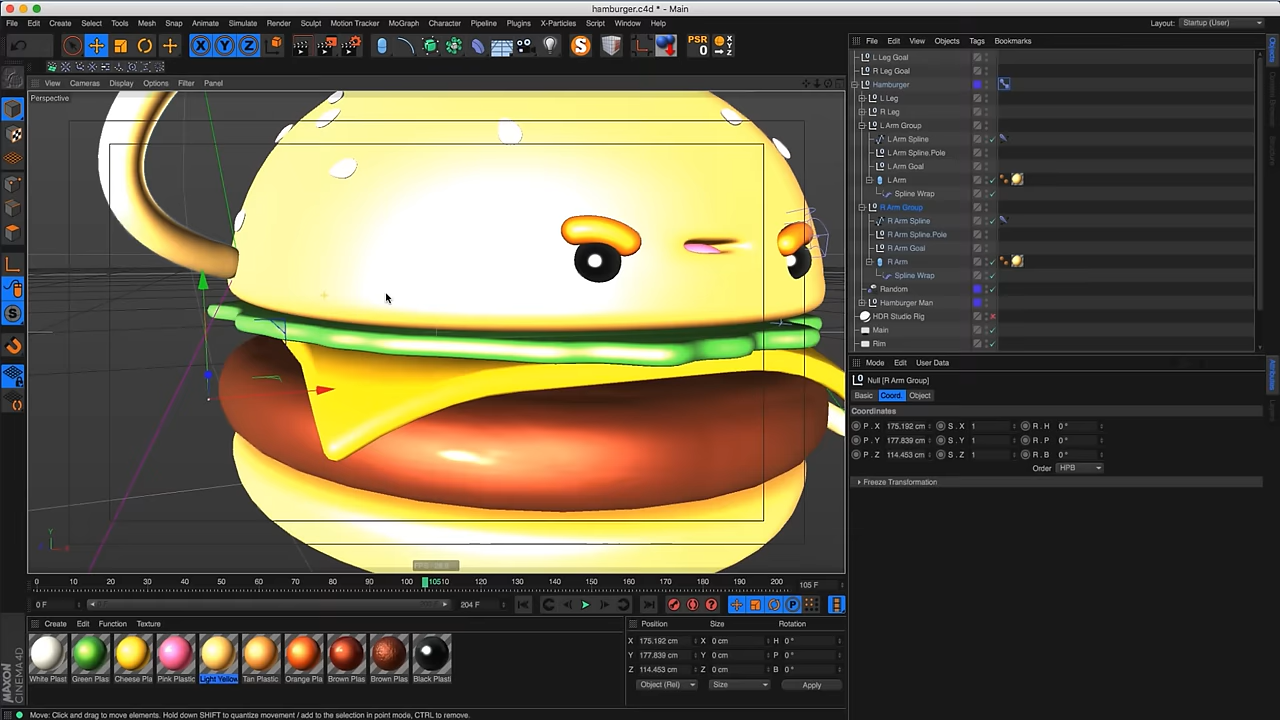 hamburger.c4d * - Main
File Edit Create Select Tools Mesh Snap Animate Simulate Render Sculpt Motion Tracker MoGraph Character Pipeline Plugins X-Particles Script Window Help
Layout: Startup (User)
File Edit View Objects Tags Bookmarks
PSR
0
X Y Z
View Cameras Display Options Filter Panel
Perspective
L Leg Goal
R Leg Goal
Hamburger
L Leg
R Leg
L Arm Group
L Arm Spline
L Arm Spline.Pole
L Arm Goal
L Arm
Spline Wrap
R Arm Group
R Arm Spline
R Arm Spline.Pole
R Arm Goal
R Arm
Spline Wrap
Random
Hamburger Man
HDR Studio Rig
Main
Rim
Mode Edit User Data
Null [R Arm Group]
Basic Coord. Object
Coordinates
P . X 175.192 cm S . X 1 R . H 0 °
P . Y 177.839 cm S . Y 1 R . P 0 °
P . Z 114.453 cm S . Z 1 R . B 0 °
Order HPB
Freeze Transformation
0 10 20 30 40 50 60 70 80 90 100 105 110 120 130 140 150 160 170 180 190 200 105 F
0 F 204 F
Create Edit Function Texture
White Plast Green Plas Cheese Pla Pink Plastic Light Yellow Tan Plastic Orange Pla Brown Plas Brown Plas Black Plasti
Position Size Rotation
X 175.192 cm X 0 cm H 0 °
Y 177.839 cm Y 0 cm P 0 °
Z 114.453 cm Z 0 cm B 0 °
Object (Rel) Size Apply
MAXON
CINEMA 4D
Move: Click and drag to move elements. Hold down SHIFT to quantize movement / add to the selection in point mode, CTRL to remove.